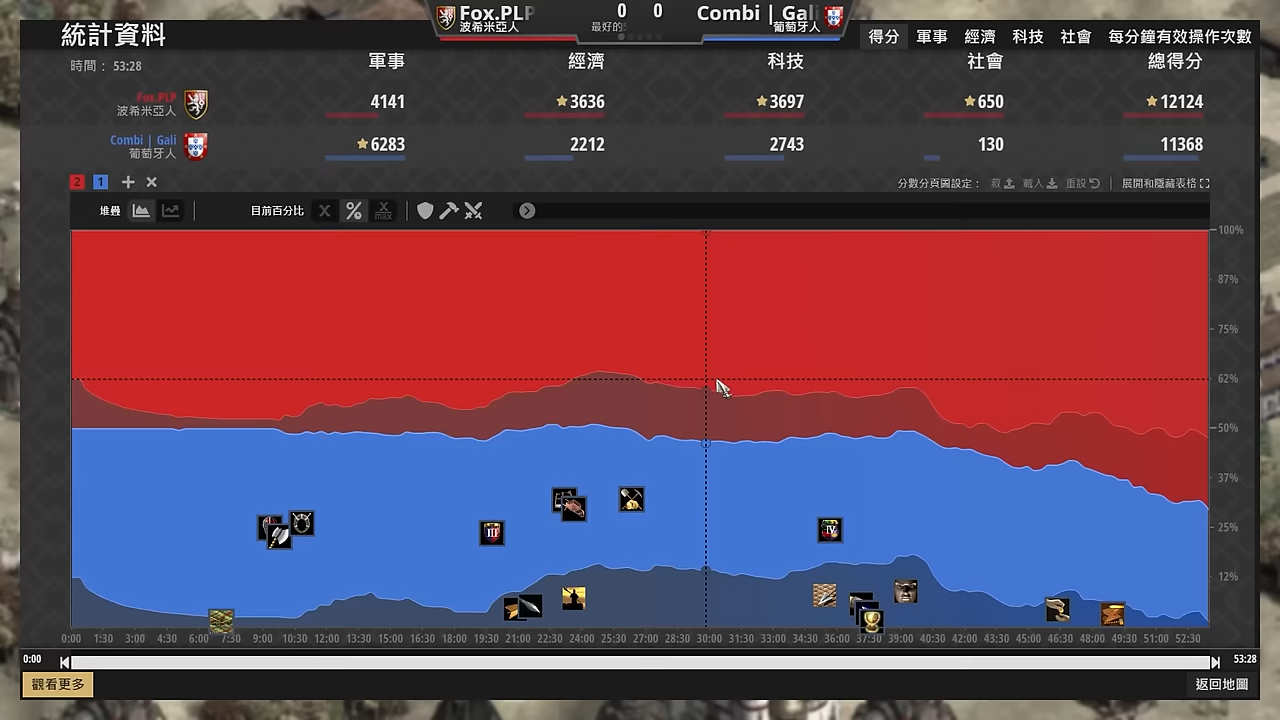 Fox.PLP
0 0
Combi | Gali
波希米亞人
最好的
葡萄牙人
統計資料
得分 軍事 經濟 科技 社會 每分鐘有效操作次數
時間： 53:28
軍事 經濟 科技 社會 總得分
Fox.PLP
波希米亞人
4141 3636 3697 650 12124
Combi | Gali
葡萄牙人
6283 2212 2743 130 11368
2 1
分數分頁圖設定： 載入 重設 展開和隱藏表格
堆疊 目前百分比 X % X max
100%
87%
75%
62%
50%
37%
25%
12%
III
IV
0:00 1:30 3:00 4:30 6:00 7:30 9:00 10:30 12:00 13:30 15:00 16:30 18:00 19:30 21:00 22:30 24:00 25:30 27:00 28:30 30:00 31:30 33:00 34:30 36:00 37:30 39:00 40:30 42:00 43:30 45:00 46:30 48:00 49:30 51:00 52:30
0:00 53:28
觀看更多 返回地圖